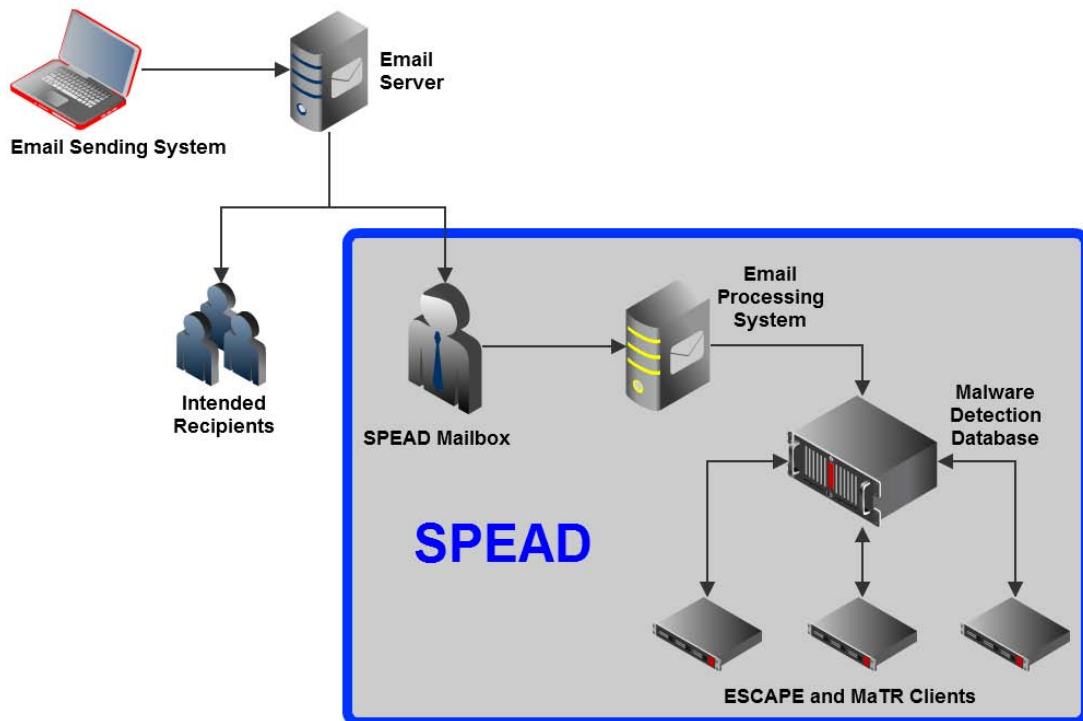 Email
Server
Email Sending System
Intended
Recipients
SPEAD Mailbox
Email
Processing
System
Malware
Detection
Database
SPEAD
ESCAPE and MaTR Clients